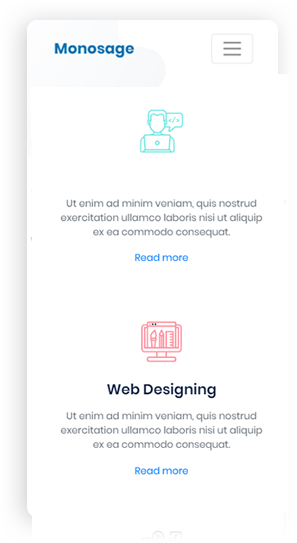 Monosage
Ut enim ad minim veniam, quis nostrud
exercitation ullamco laboris nisi ut aliquip
ex ea commodo consequat.
Read more
Web Designing
Ut enim ad minim veniam, quis nostrud
exercitation ullamco laboris nisi ut aliquip
ex ea commodo consequat.
Read more